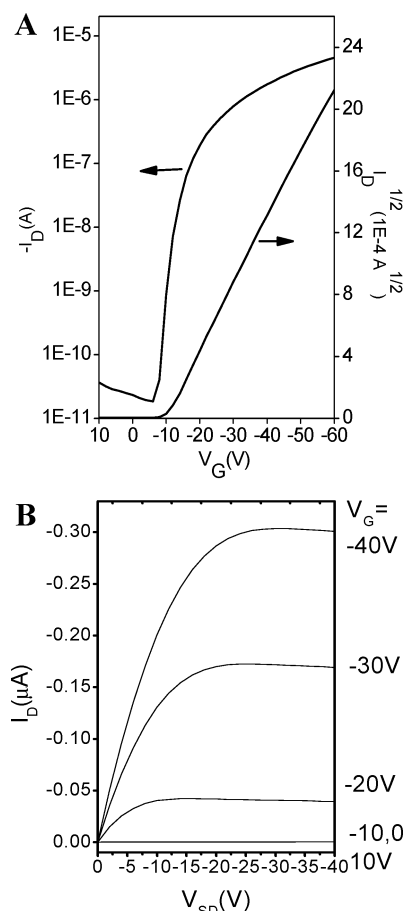 A
1E-5
1E-6
1E-7
1E-8
1E-9
1E-10
1E-11
-I_D(A)
24
20
16
12
8
4
0
I_D^1/2 (1E-4 A^1/2)
10 0 -10 -20 -30 -40 -50 -60
V_G(V)
B
V_G=
-40V
-30V
-20V
-10,0
10V
-0.30
-0.25
-0.20
-0.15
-0.10
-0.05
0.00
I_D(μA)
0 -5 -10 -15 -20 -25 -30 -35 -40
V_SD(V)